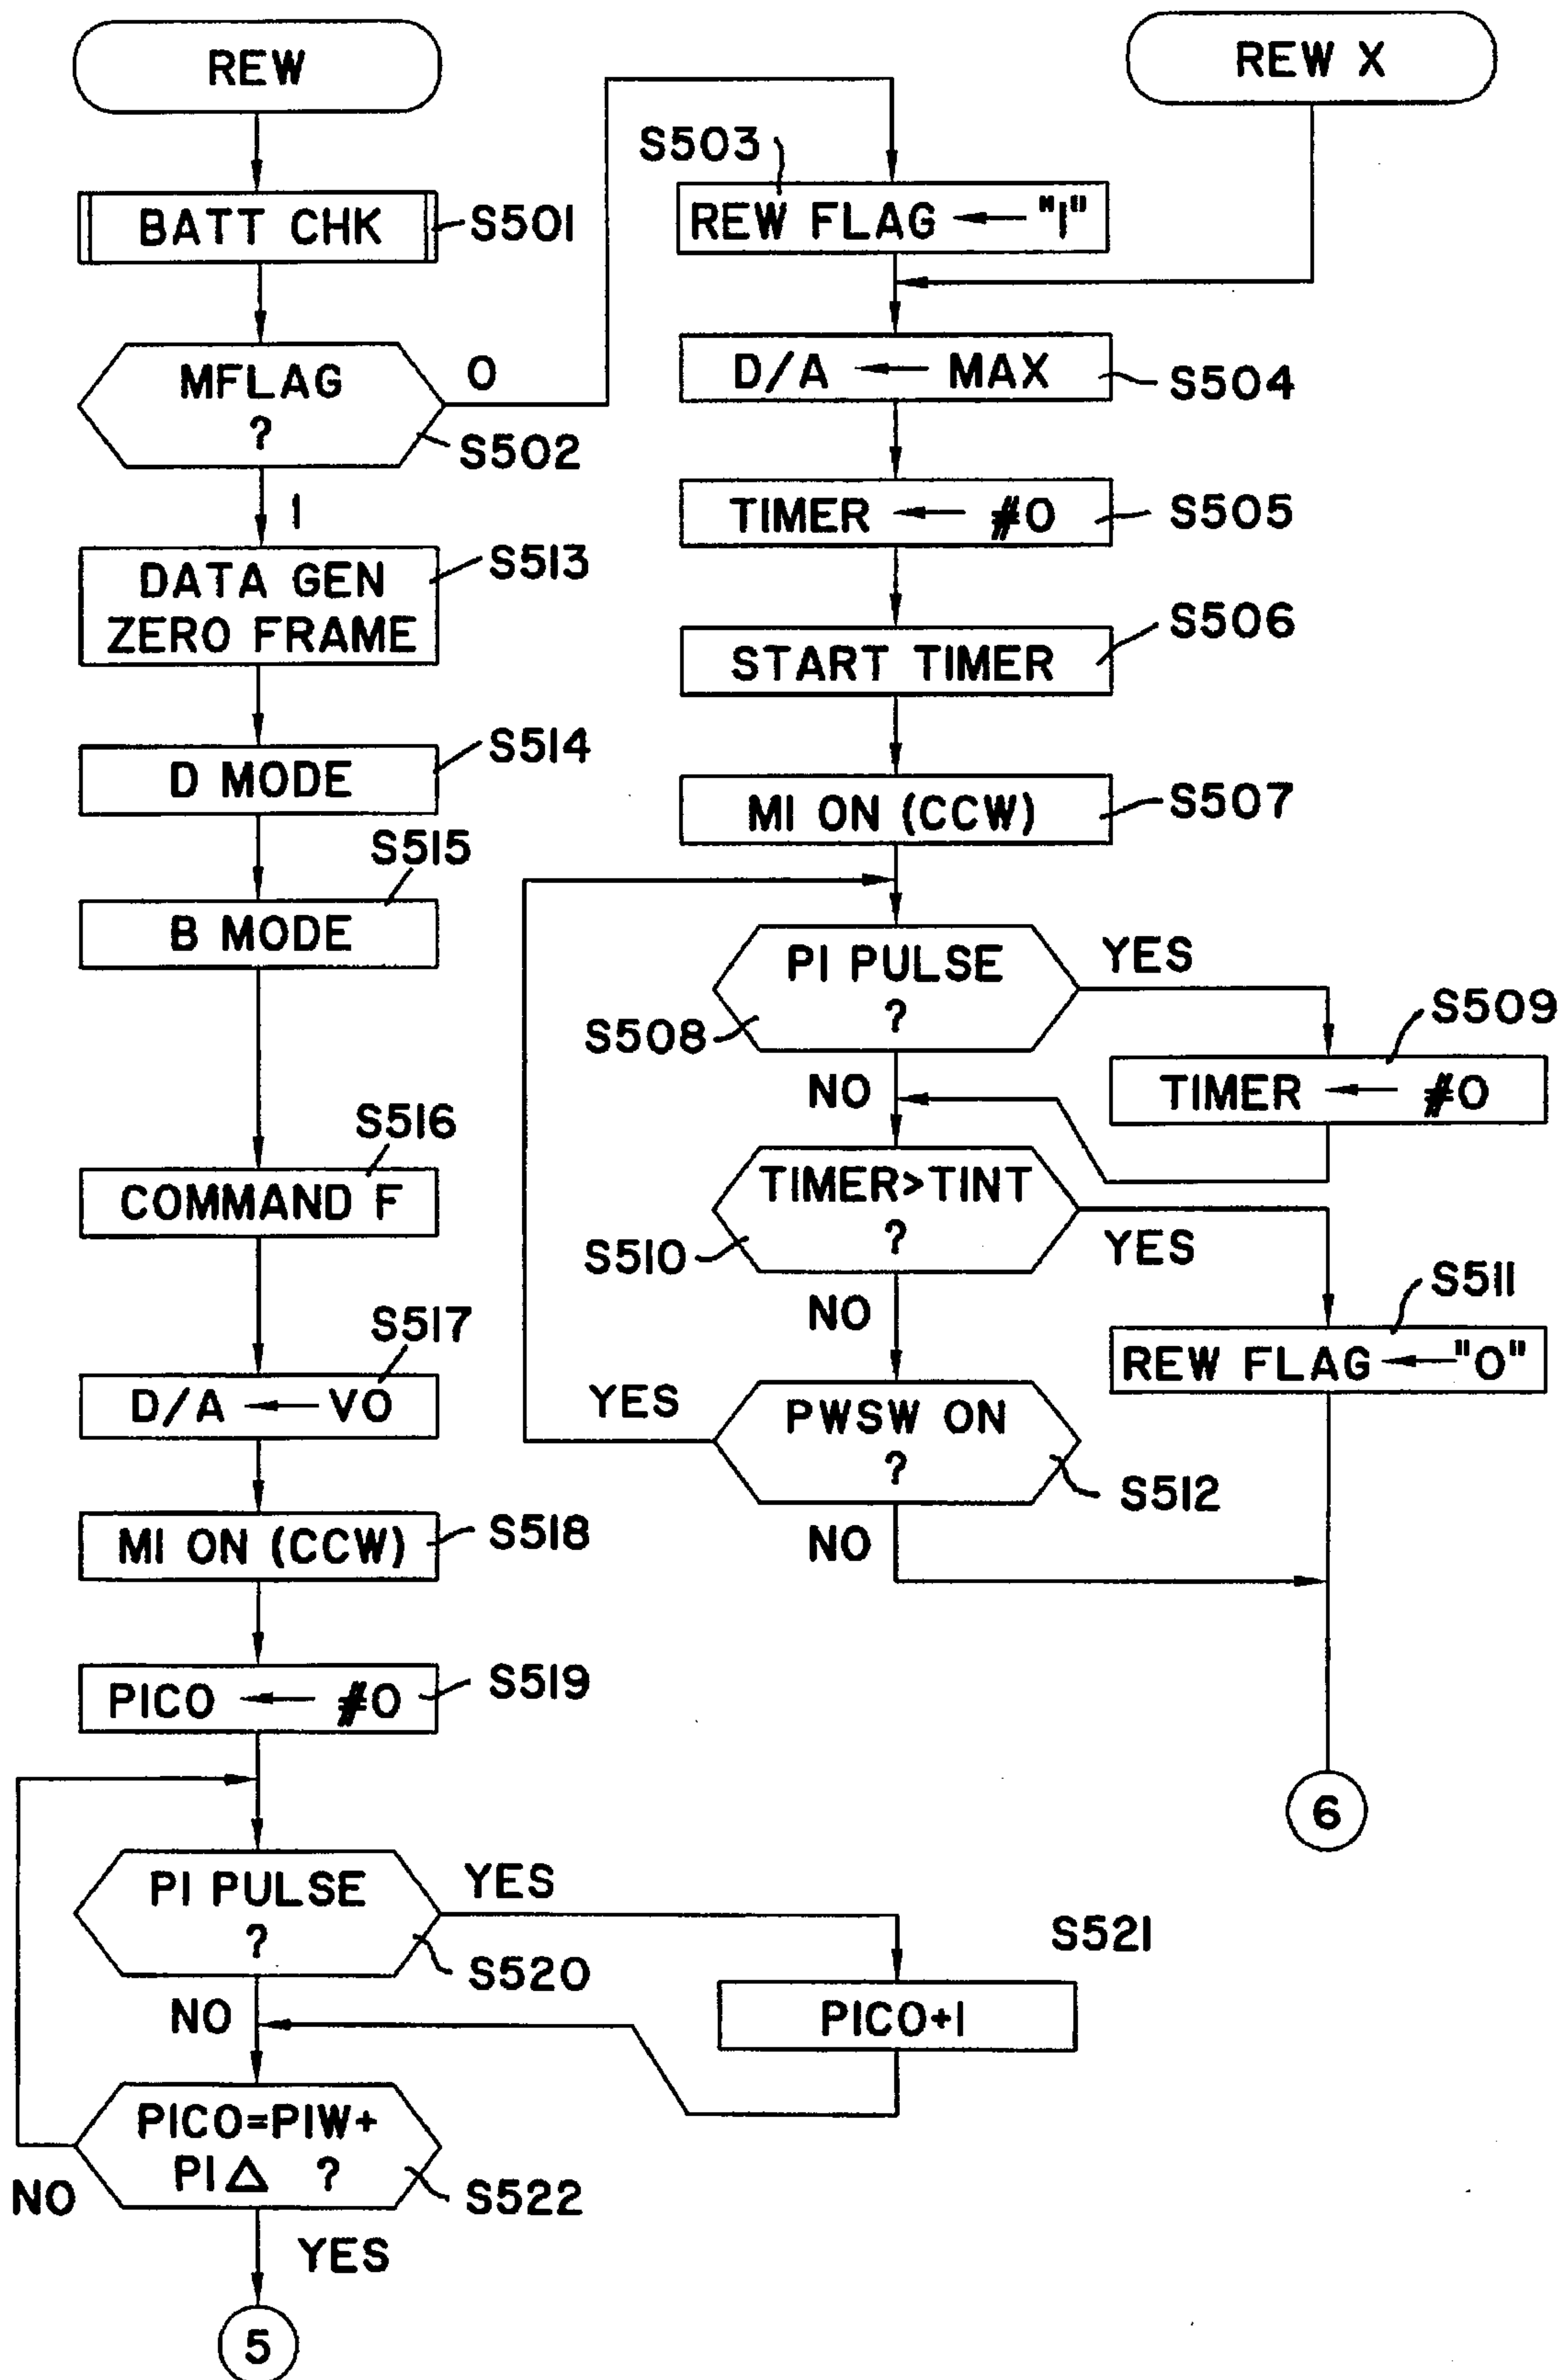 REW
BATT CHK
S501
MFLAG
?
S502
0
1
DATA GEN
ZERO FRAME
S513
D MODE
S514
B MODE
S515
COMMAND F
S516
D/A ← VO
S517
MI ON (CCW)
S518
PICO ← #0
S519
PI PULSE
?
S520
YES
NO
PICO+1
S521
PICO=PIW+
PI△ ?
S522
NO
YES
5
REW X
S503
REW FLAG ← "1"
D/A ← MAX
S504
TIMER ← #0
S505
START TIMER
S506
MI ON (CCW)
S507
PI PULSE
?
S508
YES
NO
S509
TIMER ← #0
TIMER>TINT
?
S510
YES
NO
S511
REW FLAG ← "0"
PWSW ON
?
S512
YES
NO
6